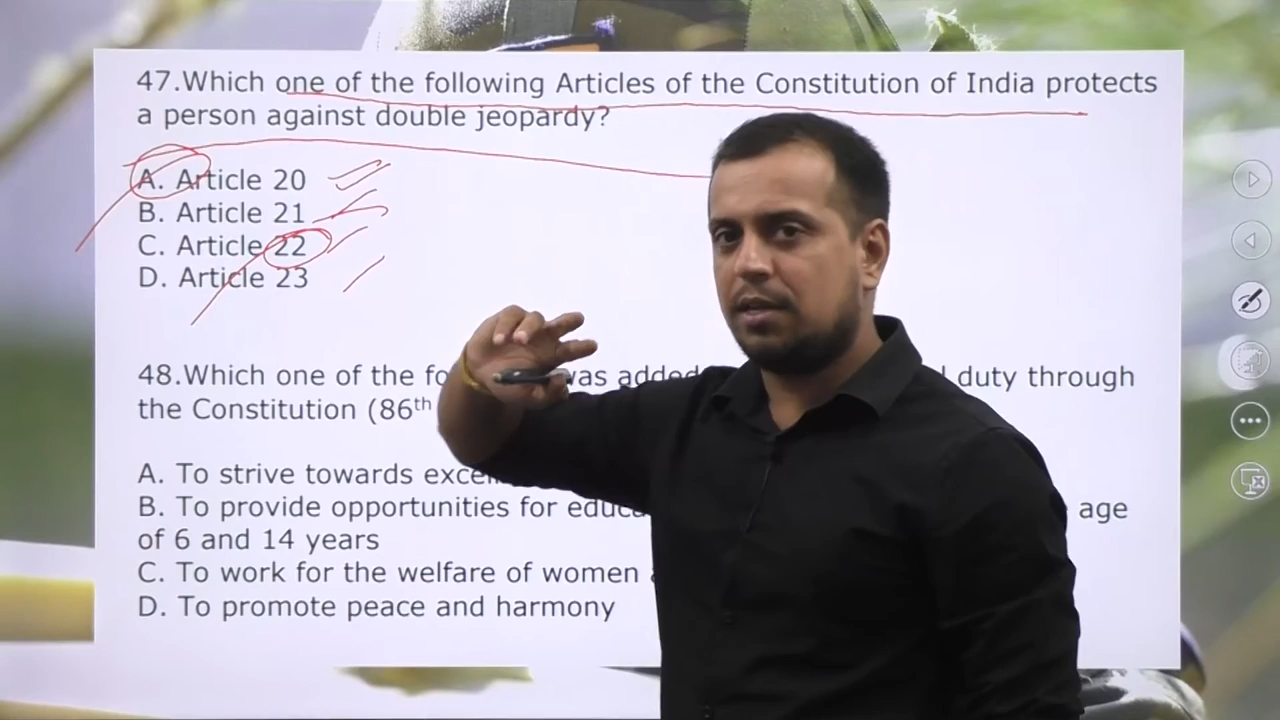 47.Which one of the following Articles of the Constitution of India protects
a person against double jeopardy?
A. Article 20
B. Article 21
C. Article 22
D. Article 23
48.Which one of the was added duty through
the Constitution (86th
A. To strive towards
B. To provide opportunities for age
of 6 and 14 years
C. To work for the welfare of women
D. To promote peace and harmony